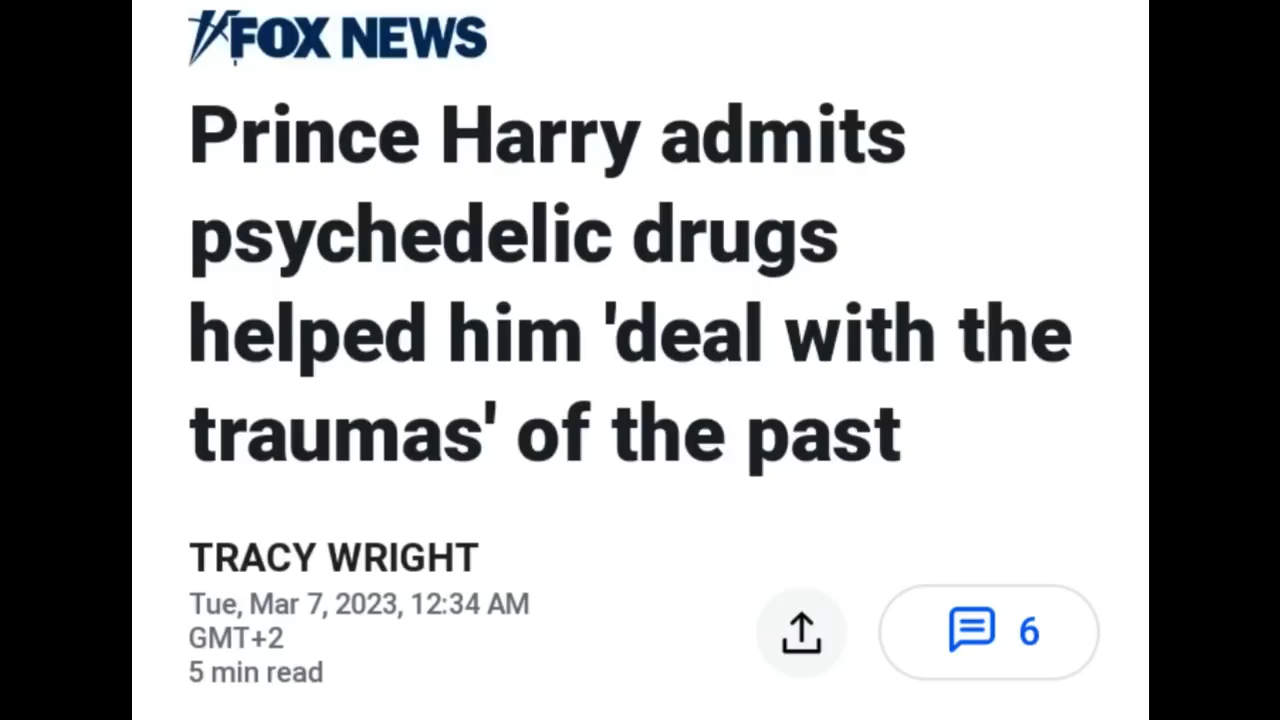 FOX NEWS
Prince Harry admits
psychedelic drugs
helped him 'deal with the
traumas' of the past
TRACY WRIGHT
Tue, Mar 7, 2023, 12:34 AM
GMT+2
5 min read
6